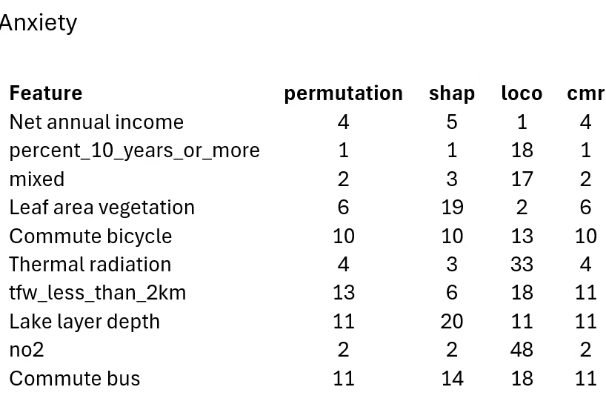 Anxiety
Feature permutation shap loco cmr
Net annual income 4 5 1 4
percent_10_years_or_more 1 1 18 1
mixed 2 3 17 2
Leaf area vegetation 6 19 2 6
Commute bicycle 10 10 13 10
Thermal radiation 4 3 33 4
tfw_less_than_2km 13 6 18 11
Lake layer depth 11 20 11 11
no2 2 2 48 2
Commute bus 11 14 18 11